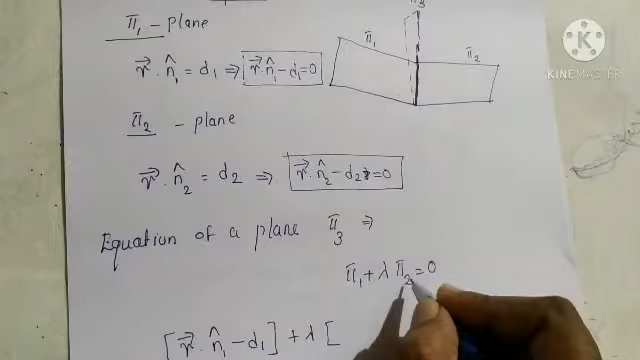 π₁ - plane
r⃗ . n̂₁ = d₁ ⇒ r⃗ . n̂₁ - d₁ = 0
π₂ - plane
r⃗ . n̂₂ = d₂ ⇒ r⃗ . n̂₂ - d₂ = 0
Equation of a plane π₃ ⇒
π₁ + λ π₂ = 0
[r⃗ . n̂₁ - d₁] + λ [
π₁
π₂
π₃
KINEMASTER